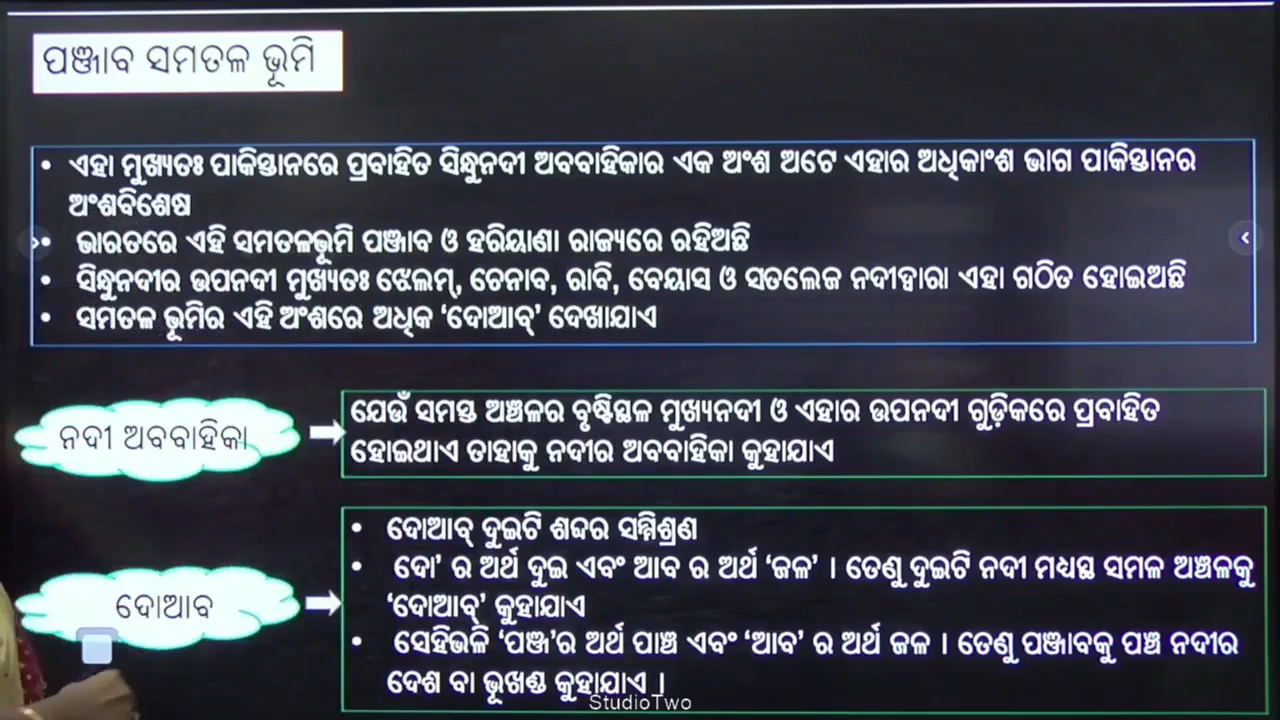 ପଞ୍ଜାବ ସମତଳ ଭୂମି
• ଏହା ମୁଖ୍ୟତଃ ପାକିସ୍ତାନରେ ପ୍ରବାହିତ ସିନ୍ଧୁନଦୀ ଅବବାହିକାର ଏକ ଅଂଶ ଅଟେ ଏହାର ଅଧିକାଂଶ ଭାଗ ପାକିସ୍ତାନର
ଅଂଶବିଶେଷ
• ଭାରତରେ ଏହି ସମତଳଭୂମି ପଞ୍ଜାବ ଓ ହରିୟାଣା ରାଜ୍ୟରେ ରହିଅଛି
• ସିନ୍ଧୁନଦୀର ଉପନଦୀ ମୁଖ୍ୟତଃ ଝେଲମ୍, ଚେନାବ, ରାବି, ବେୟାସ ଓ ସତଲେଜ ନଦୀଦ୍ୱାରା ଏହା ଗଠିତ ହୋଇଅଛି
• ସମତଳ ଭୂମିର ଏହି ଅଂଶରେ ଅଧିକ ‘ଦୋଆବ୍’ ଦେଖାଯାଏ
ନଦୀ ଅବବାହିକା
ଯେଉଁ ସମସ୍ତ ଅଞ୍ଚଳର ବୃଷ୍ଟିସ୍ଥଳ ମୁଖ୍ୟନଦୀ ଓ ଏହାର ଉପନଦୀ ଗୁଡ଼ିକରେ ପ୍ରବାହିତ
ହୋଇଥାଏ ତାହାକୁ ନଦୀର ଅବବାହିକା କୁହାଯାଏ
ଦୋଆବ
• ଦୋଆବ୍ ଦୁଇଟି ଶବ୍ଦର ସମ୍ମିଶ୍ରଣ
• ଦୋ’ ର ଅର୍ଥ ଦୁଇ ଏବଂ ଆବ ର ଅର୍ଥ ‘ଜଳ’ । ତେଣୁ ଦୁଇଟି ନଦୀ ମଧ୍ୟସ୍ଥ ସମଳ ଅଞ୍ଚଳକୁ
‘ଦୋଆବ୍’ କୁହାଯାଏ
• ସେହିଭଳି ‘ପଞ୍ଜ’ର ଅର୍ଥ ପାଞ୍ଚ ଏବଂ ‘ଆବ’ ର ଅର୍ଥ ଜଳ । ତେଣୁ ପଞ୍ଜାବକୁ ପଞ୍ଚ ନଦୀର
ଦେଶ ବା ଭୂଖଣ୍ଡ କୁହାଯାଏ ।
StudioTwo